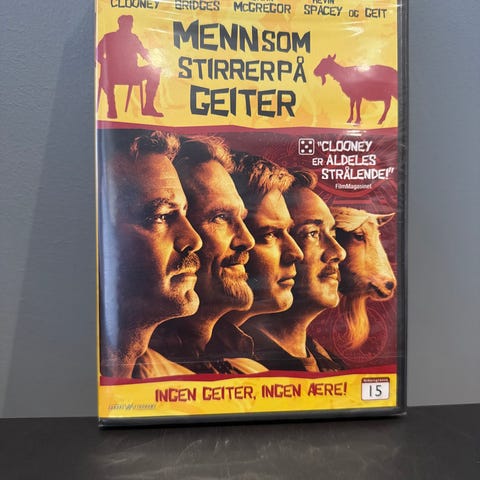 CLOONEY BRIDGES McGREGOR SPACEY OG GEIT
MENN SOM
STIRRER PÅ
GEITER
"CLOONEY
ER ALDELES
STRÅLENDE!"
FilmMagasinet
INGEN GEITER, INGEN ÆRE!
15